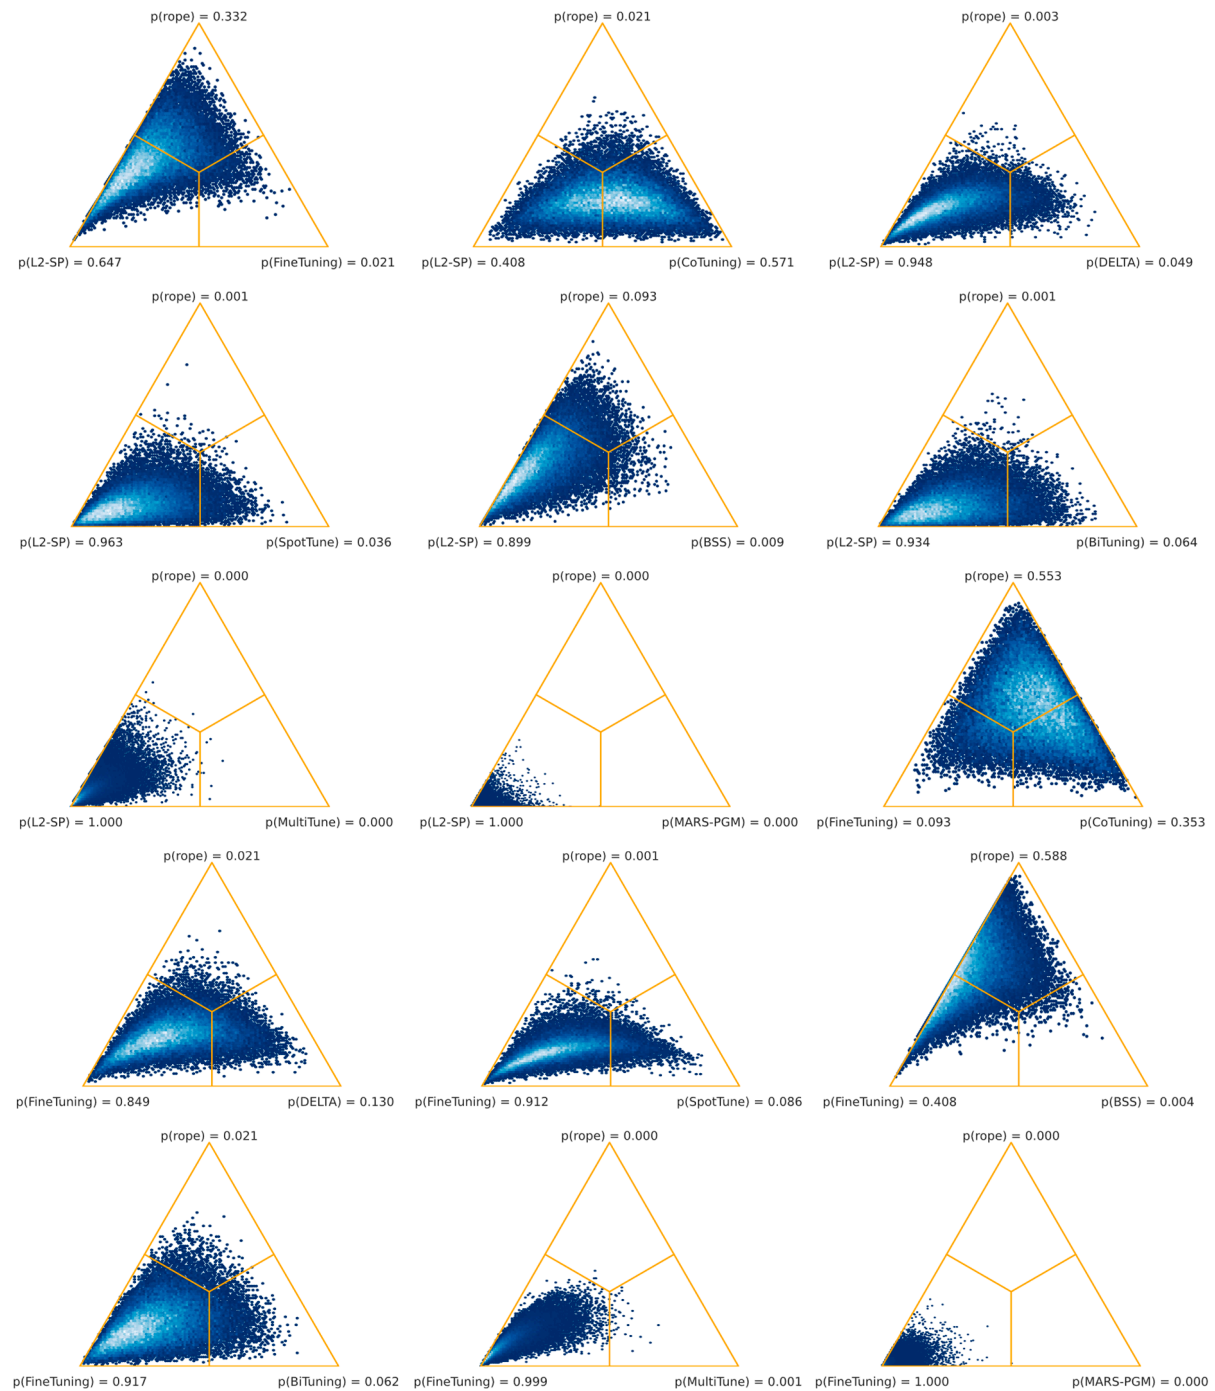 p(rope) = 0.332
p(rope) = 0.021
p(rope) = 0.003
p(L2-SP) = 0.647
p(FineTuning) = 0.021
p(L2-SP) = 0.408
p(CoTuning) = 0.571
p(L2-SP) = 0.948
p(DELTA) = 0.049
p(rope) = 0.001
p(rope) = 0.093
p(rope) = 0.001
p(L2-SP) = 0.963
p(SpotTune) = 0.036
p(L2-SP) = 0.899
p(BSS) = 0.009
p(L2-SP) = 0.934
p(BiTuning) = 0.064
p(rope) = 0.000
p(rope) = 0.000
p(rope) = 0.553
p(L2-SP) = 1.000
p(MultiTune) = 0.000
p(L2-SP) = 1.000
p(MARS-PGM) = 0.000
p(FineTuning) = 0.093
p(CoTuning) = 0.353
p(rope) = 0.021
p(rope) = 0.001
p(rope) = 0.588
p(FineTuning) = 0.849
p(DELTA) = 0.130
p(FineTuning) = 0.912
p(SpotTune) = 0.086
p(FineTuning) = 0.408
p(BSS) = 0.004
p(rope) = 0.021
p(rope) = 0.000
p(rope) = 0.000
p(FineTuning) = 0.917
p(BiTuning) = 0.062
p(FineTuning) = 0.999
p(MultiTune) = 0.001
p(FineTuning) = 1.000
p(MARS-PGM) = 0.000